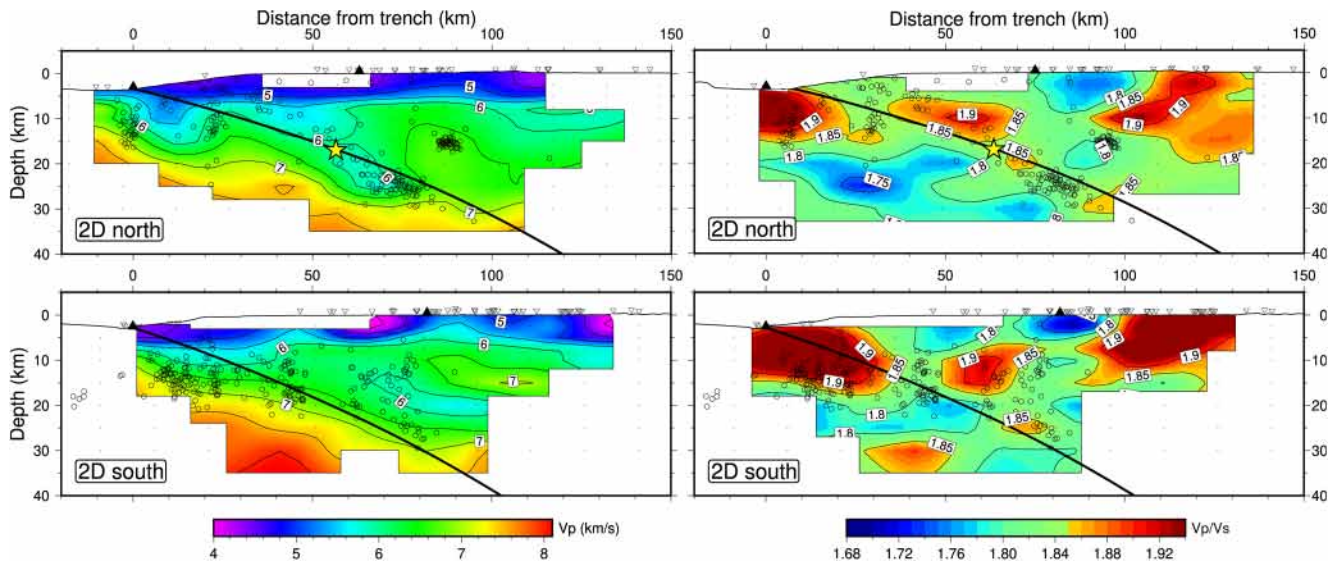 Distance from trench (km) Distance from trench (km)
0 50 100 150 0 50 100 150
Depth (km)
0 10 20 30 40
5 5 6 6 6 6 7 6 7
2D north
0 10 20 30 40
1.9 1.85 1.8 1.75 1.9 1.85 1.85 1.85 1.8 1.8 1.85 1.9 1.9 1.85 1.8 1.85 1.8
2D north
0 50 100 150 0 50 100 150
Depth (km)
0 10 20 30 40
5 6 6 7 7 6 7
2D south
0 10 20 30 40
1.8 1.8 1.9 1.85 1.9 1.9 1.85 1.9 1.85 1.8 1.8 1.85 1.85
2D south
Vp (km/s)
4 5 6 7 8
Vp/Vs
1.68 1.72 1.76 1.80 1.84 1.88 1.92